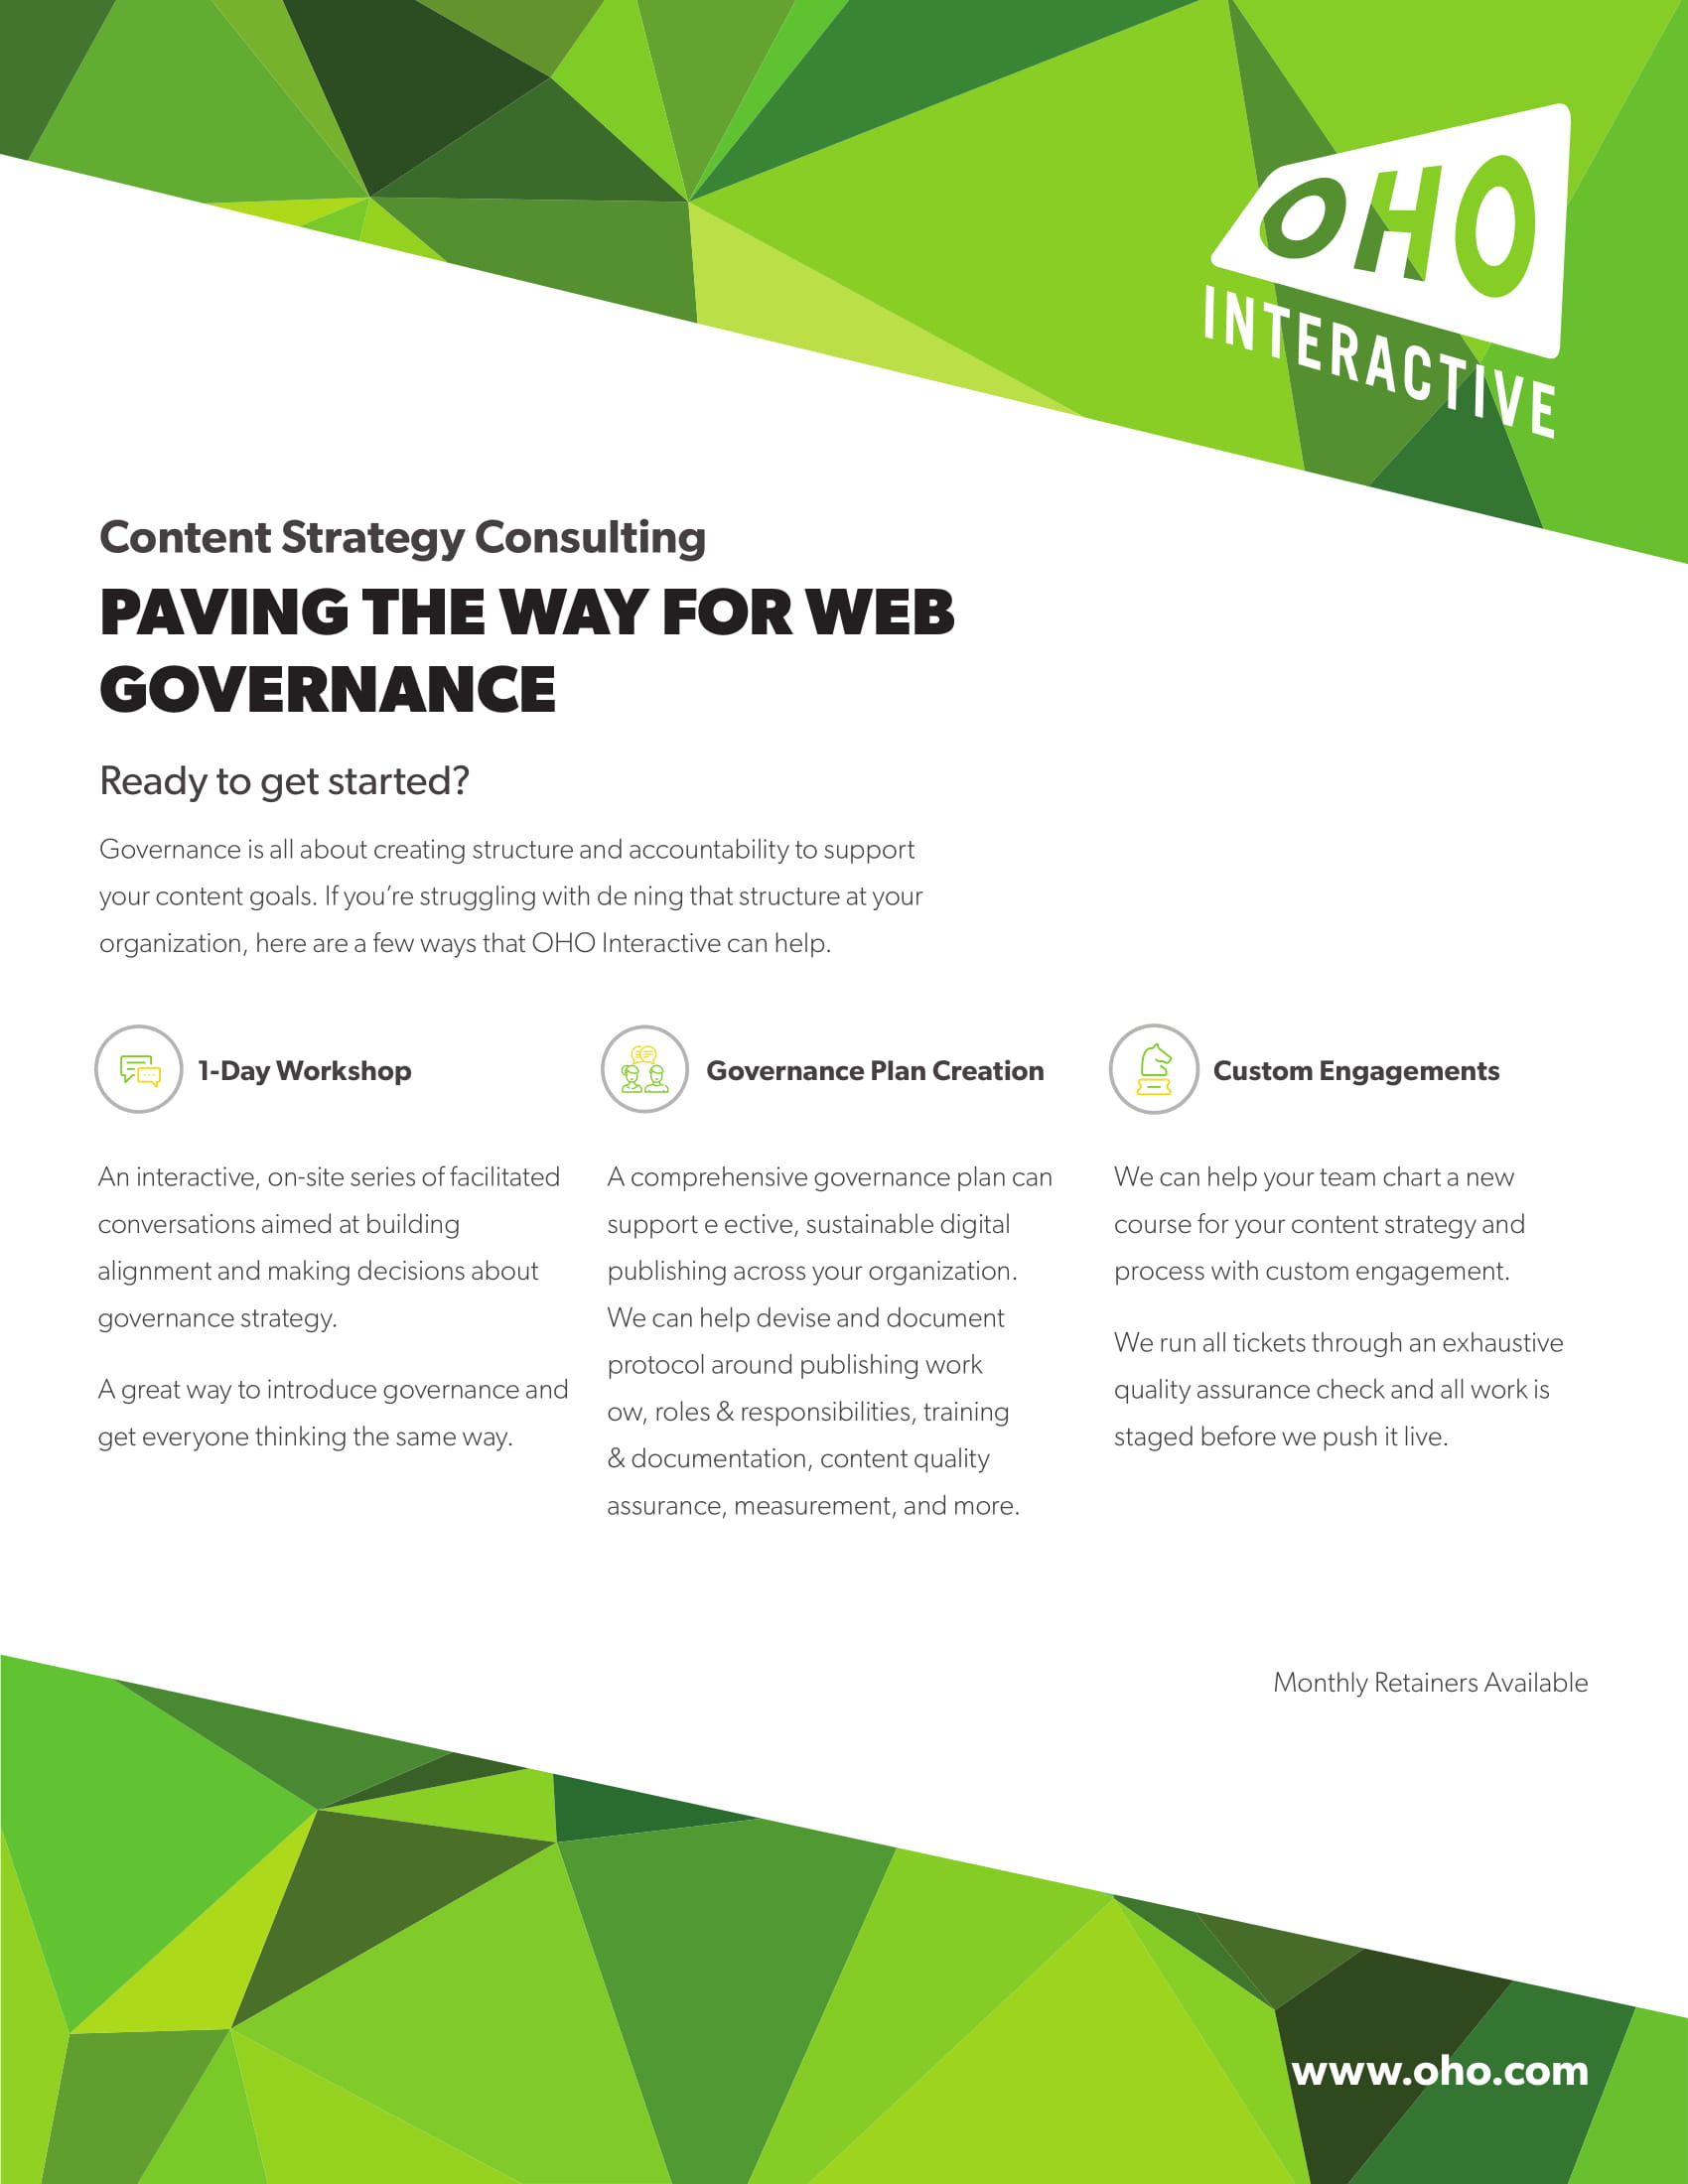 OHO
INTERACTIVE
Content Strategy Consulting
PAVING THE WAY FOR WEB
GOVERNANCE
Ready to get started?
Governance is all about creating structure and accountability to support
your content goals. If you’re struggling with de ning that structure at your
organization, here are a few ways that OHO Interactive can help.
1-Day Workshop
An interactive, on-site series of facilitated
conversations aimed at building
alignment and making decisions about
governance strategy.
A great way to introduce governance and
get everyone thinking the same way.
Governance Plan Creation
A comprehensive governance plan can
support e ective, sustainable digital
publishing across your organization.
We can help devise and document
protocol around publishing work
ow, roles & responsibilities, training
& documentation, content quality
assurance, measurement, and more.
Custom Engagements
We can help your team chart a new
course for your content strategy and
process with custom engagement.
We run all tickets through an exhaustive
quality assurance check and all work is
staged before we push it live.
Monthly Retainers Available
www.oho.com